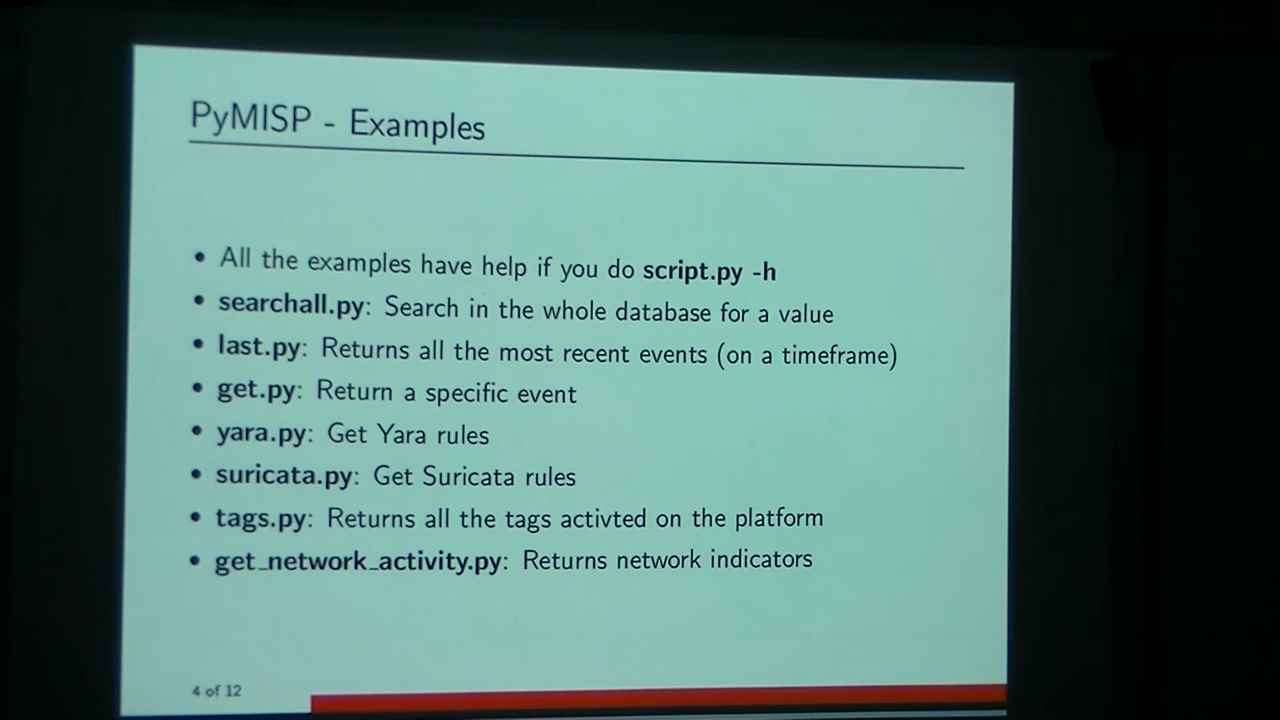 PyMISP - Examples
• All the examples have help if you do script.py -h
• searchall.py: Search in the whole database for a value
• last.py: Returns all the most recent events (on a timeframe)
• get.py: Return a specific event
• yara.py: Get Yara rules
• suricata.py: Get Suricata rules
• tags.py: Returns all the tags activted on the platform
• get_network_activity.py: Returns network indicators
4 of 12